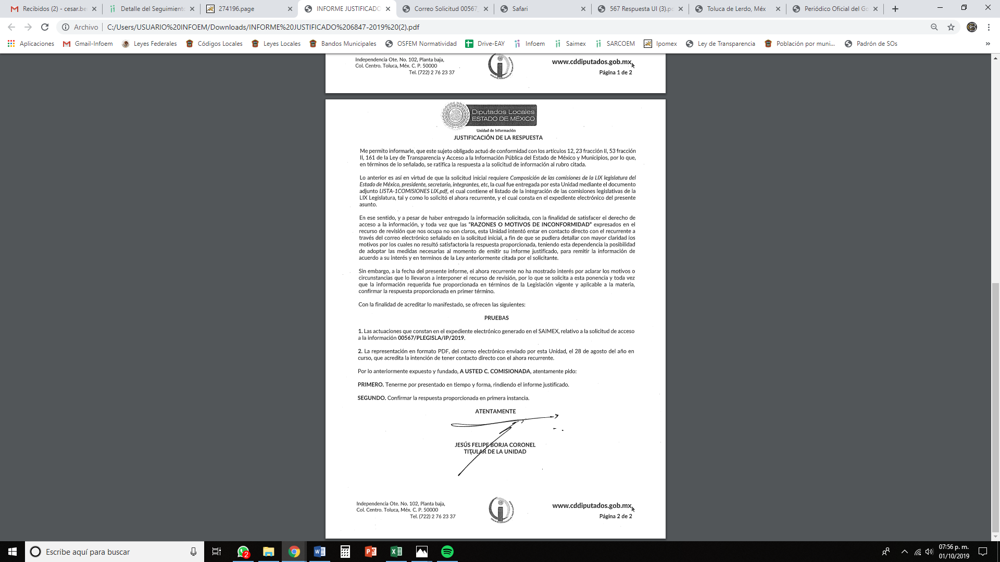 Recibidos (2) - cesar.be
Detalle del Seguimiento
274196.page
INFORME JUSTIFICADO
Correo Solicitud 00567
Safari
567 Respuesta UI (3).pd
Toluca de Lerdo, Méx
Periódico Oficial del Go
Archivo
C:/Users/USUARIO%20INFOEM/Downloads/INFORME%20JUSTIFICADO%206847-2019%20(2).pdf
Aplicaciones
Gmail-Infoem
Leyes Federales
Códigos Locales
Leyes Locales
Bandos Municipales
OSFEM Normatividad
Drive-EAY
Infoem
Saimex
SARCOEM
Ipomex
Ley de Transparencia
Población por muni...
Padrón de SOs
»
Independencia Ote. No. 102, Planta baja,
Col. Centro. Toluca, Méx. C. P. 50000
Tel. (722) 2 76 23 37
www.cddiputados.gob.mx
Página 1 de 2
Diputados Locales
ESTADO DE MÉXICO
Unidad de Información
JUSTIFICACIÓN DE LA RESPUESTA
Me permito informarle, que este sujeto obligado actuó de conformidad con los artículos 12, 23 fracción II, 53 fracción
II, 161 de la Ley de Transparencia y Acceso a la Información Pública del Estado de México y Municipios, por lo que,
en términos de lo señalado, se ratifica la respuesta a la solicitud de información al rubro citada.
Lo anterior es así en virtud de que la solicitud inicial requiere Composición de las comisiones de la LIX legislatura del
Estado de México, presidente, secretario, integrantes, etc, la cual fue entregada por esta Unidad mediante el documento
adjunto LISTA-1COMISIONES LIX.pdf, el cual contiene el listado de la integración de las comisiones legislativas de la
LIX Legislatura, tal y como lo solicitó el ahora recurrente, y el cual consta en el expediente electrónico del presente
asunto.
En ese sentido, y a pesar de haber entregado la información solicitada, con la finalidad de satisfacer el derecho de
acceso a la información, y toda vez que las "RAZONES O MOTIVOS DE INCONFORMIDAD" expresados en el
recurso de revisión que nos ocupa no son claros, esta Unidad intentó entar en contacto directo con el recurrente a
través del correo electrónico señalado en la solicitud inicial, a fin de que se pudiera detallar con mayor claridad los
motivos por los cuales no resultó satisfactoria la respuesta proporcionada, teniendo esta dependencia la posibilidad
de adoptar las medidas necesarias al momento de emitir su informe justificado, para remitir la información de
acuerdo a su interés y en terminos de la Ley anteriormente citada por el solicitante.
Sin embargo, a la fecha del presente informe, el ahora recurrente no ha mostrado interés por aclarar los motivos o
circunstancias que lo llevaron a interponer el recurso de revisión, por lo que se solicita a esta ponencia y toda vez
que la información requerida fue proporcionada en términos de la Legislación vigente y aplicable a la materia,
confirmar la respuesta proporcionada en primer término.
Con la finalidad de acreditar lo manifestado, se ofrecen las siguientes:
PRUEBAS
1. Las actuaciones que constan en el expediente electrónico generado en el SAIMEX, relativo a la solicitud de acceso
a la información 00567/PLEGISLA/IP/2019.
2. La representación en formato PDF, del correo electrónico enviado por esta Unidad, el 28 de agosto del año en
curso, que acredita la intención de tener contacto directo con el ahora recurrente.
Por lo anteriormente expuesto y fundado, A USTED C. COMISIONADA, atentamente pido:
PRIMERO. Tenerme por presentado en tiempo y forma, rindiendo el informe justificado.
SEGUNDO. Confirmar la respuesta proporcionada en primera instancia.
ATENTAMENTE
JESÚS FELIPE BORJA CORONEL
TITULAR DE LA UNIDAD
Independencia Ote. No. 102, Planta baja,
Col. Centro. Toluca, Méx. C. P. 50000
Tel. (722) 2 76 23 37
www.cddiputados.gob.mx
Página 2 de 2
Escribe aquí para buscar
2
07:56 p. m.
01/10/2019